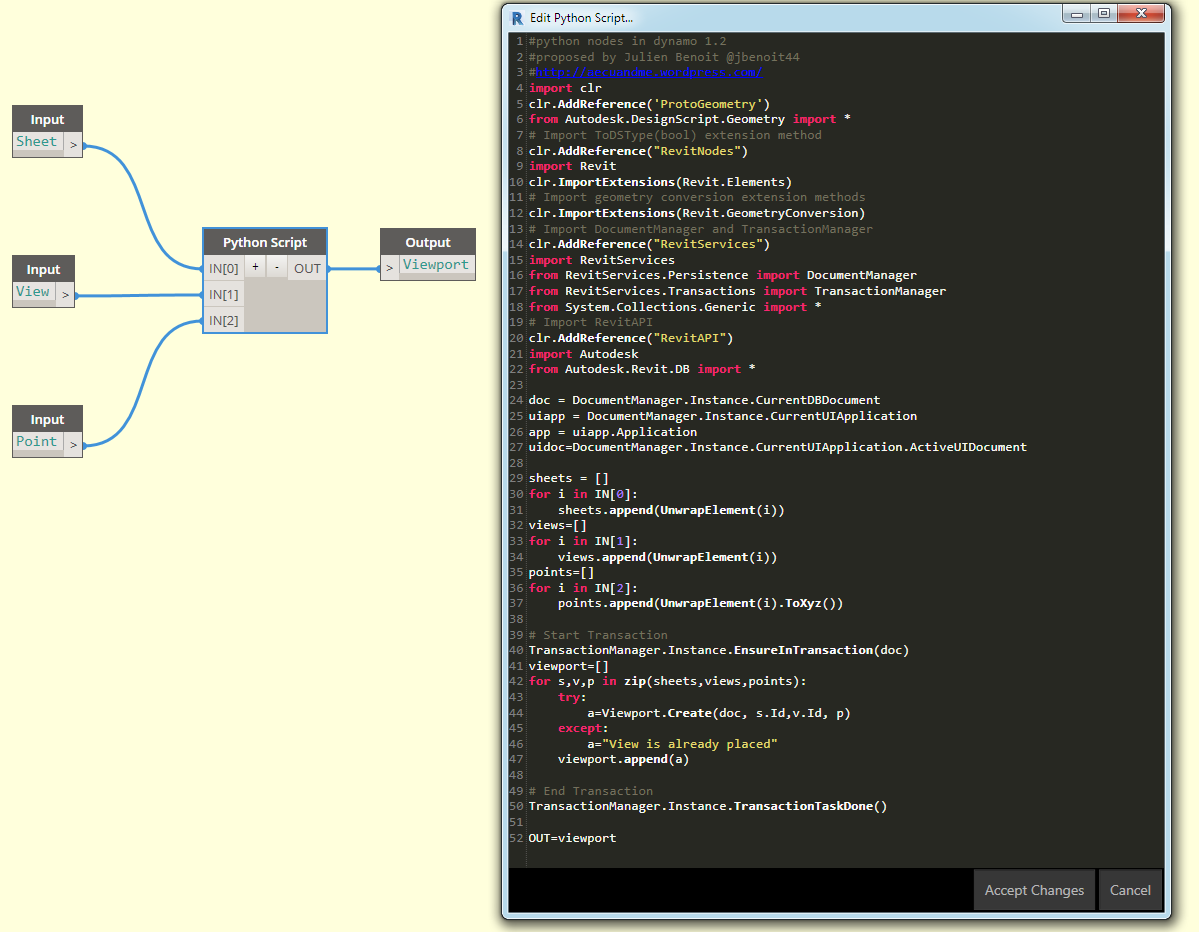 Input
Sheet >
Input
View >
Input
Point >
Python Script
IN[0] + - OUT
IN[1]
IN[2]
Output
> Viewport
R Edit Python Script...
1 #python nodes in dynamo 1.2
2 #proposed by Julien Benoit @jbenoit44
3 #http://aecuandme.wordpress.com/
4 import clr
5 clr.AddReference('ProtoGeometry')
6 from Autodesk.DesignScript.Geometry import *
7 # Import ToDSType(bool) extension method
8 clr.AddReference("RevitNodes")
9 import Revit
10 clr.ImportExtensions(Revit.Elements)
11 # Import geometry conversion extension methods
12 clr.ImportExtensions(Revit.GeometryConversion)
13 # Import DocumentManager and TransactionManager
14 clr.AddReference("RevitServices")
15 import RevitServices
16 from RevitServices.Persistence import DocumentManager
17 from RevitServices.Transactions import TransactionManager
18 from System.Collections.Generic import *
19 # Import RevitAPI
20 clr.AddReference("RevitAPI")
21 import Autodesk
22 from Autodesk.Revit.DB import *
23
24 doc = DocumentManager.Instance.CurrentDBDocument
25 uiapp = DocumentManager.Instance.CurrentUIApplication
26 app = uiapp.Application
27 uidoc=DocumentManager.Instance.CurrentUIApplication.ActiveUIDocument
28
29 sheets = []
30 for i in IN[0]:
31 sheets.append(UnwrapElement(i))
32 views=[]
33 for i in IN[1]:
34 views.append(UnwrapElement(i))
35 points=[]
36 for i in IN[2]:
37 points.append(UnwrapElement(i).ToXyz())
38
39 # Start Transaction
40 TransactionManager.Instance.EnsureInTransaction(doc)
41 viewport=[]
42 for s,v,p in zip(sheets,views,points):
43 try:
44 a=Viewport.Create(doc, s.Id,v.Id, p)
45 except:
46 a="View is already placed"
47 viewport.append(a)
48
49 # End Transaction
50 TransactionManager.Instance.TransactionTaskDone()
51
52 OUT=viewport
Accept Changes
Cancel